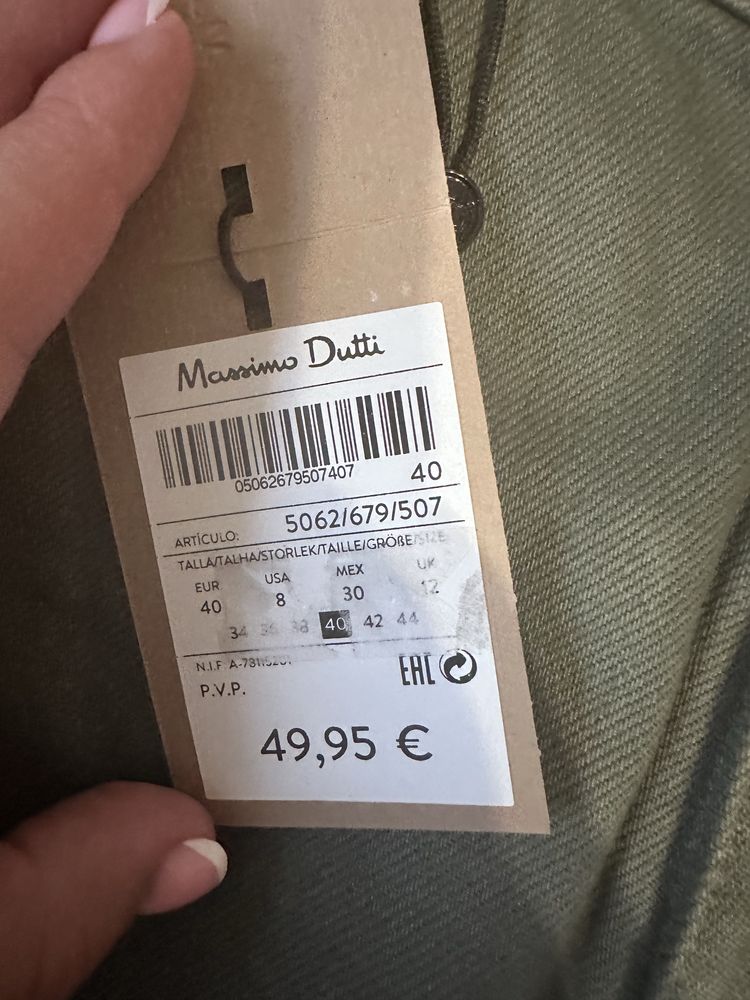 Massimo Dutti
05062679507407
40
ARTÍCULO: 5062/679/507
TALLA/TALHA/STORLEK/TAILLE/GRÖßE/SIZE
EUR USA MEX UK
40 8 30 12
34 36 38 40 42 44
N.I.F. 
P.V.P.
EAC
49,95 €